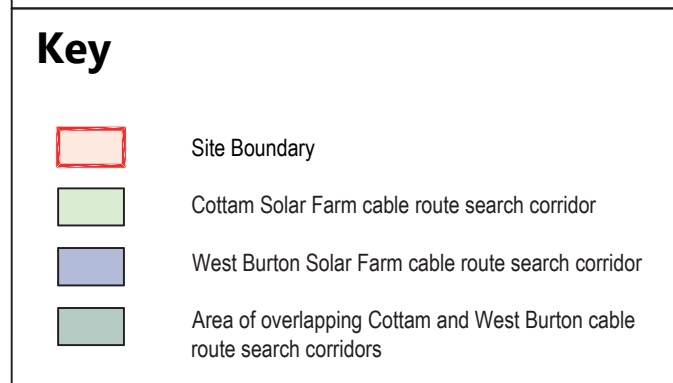 Key
Site Boundary
Cottam Solar Farm cable route search corridor
West Burton Solar Farm cable route search corridor
Area of overlapping Cottam and West Burton cable
route search corridors